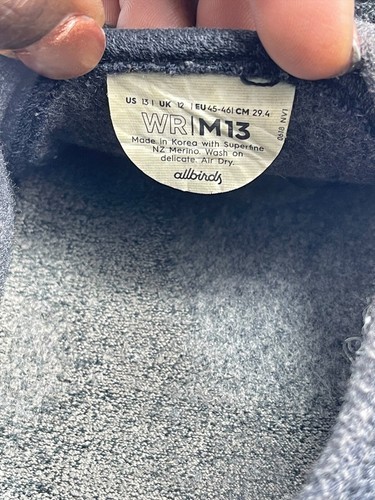 US 13 | UK 12 | EU 45-46 | CM 29.4
WR|M13
Made in Korea with Superfine
NZ Merino. Wash on
delicate. Air Dry.
allbirds